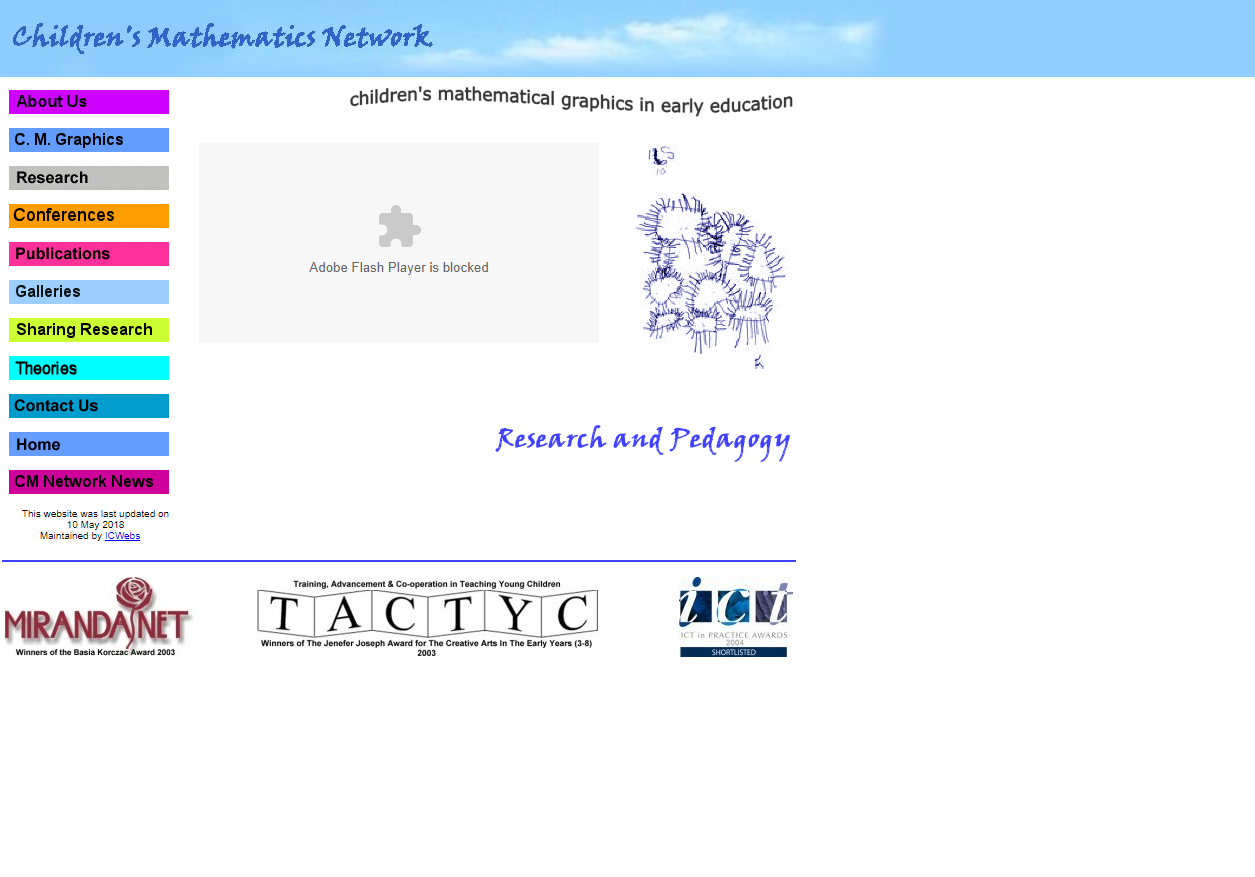 Children's Mathematics Network
children's mathematical graphics in early education
About Us
C. M. Graphics
Research
Conferences
Publications
Galleries
Sharing Research
Theories
Contact Us
Home
CM Network News
This website was last updated on
10 May 2018
Maintained by ICWebs
Adobe Flash Player is blocked
Research and Pedagogy
MIRANDANET
Winners of the Basia Korczac Award 2003
Training, Advancement & Co-operation in Teaching Young Children
TACTYC
Winners of The Jenefer Joseph Award for The Creative Arts In The Early Years (3-8)
2003
ict
ICT in PRACTICE AWARDS
2004
SHORTLISTED